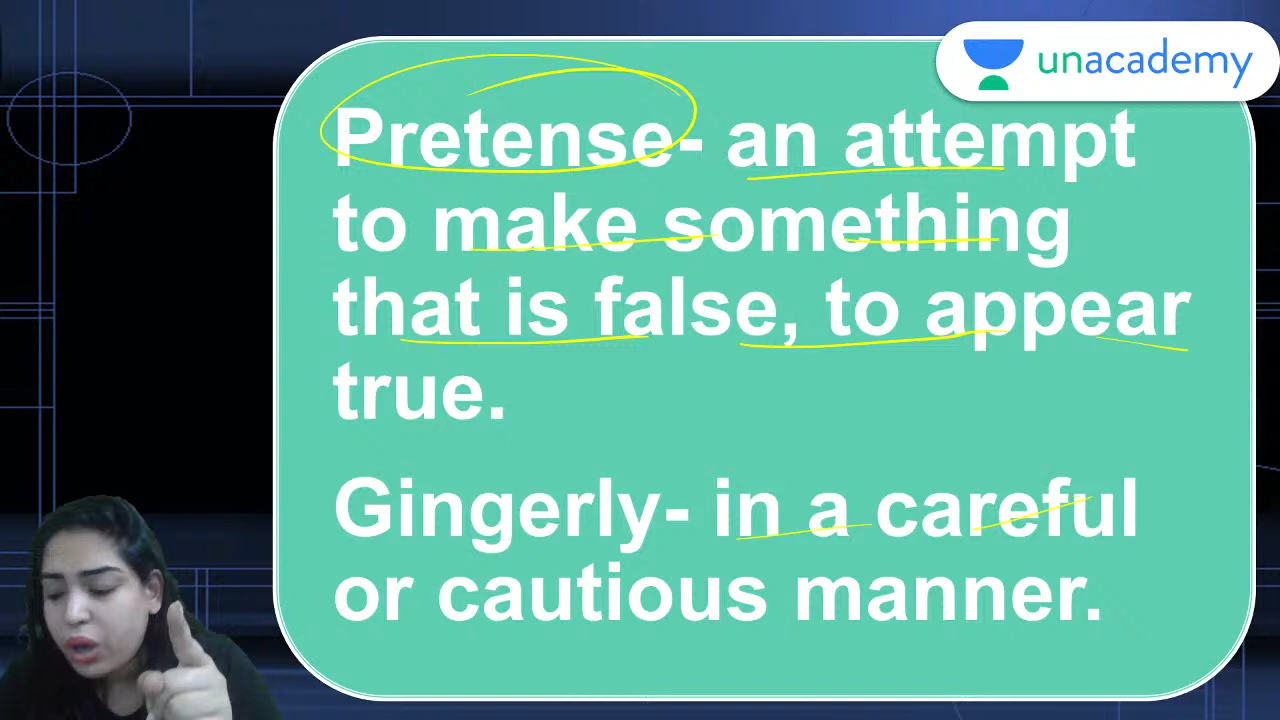 unacademy
Pretense- an attempt
to make something
that is false, to appear
true.
Gingerly- in a careful
or cautious manner.